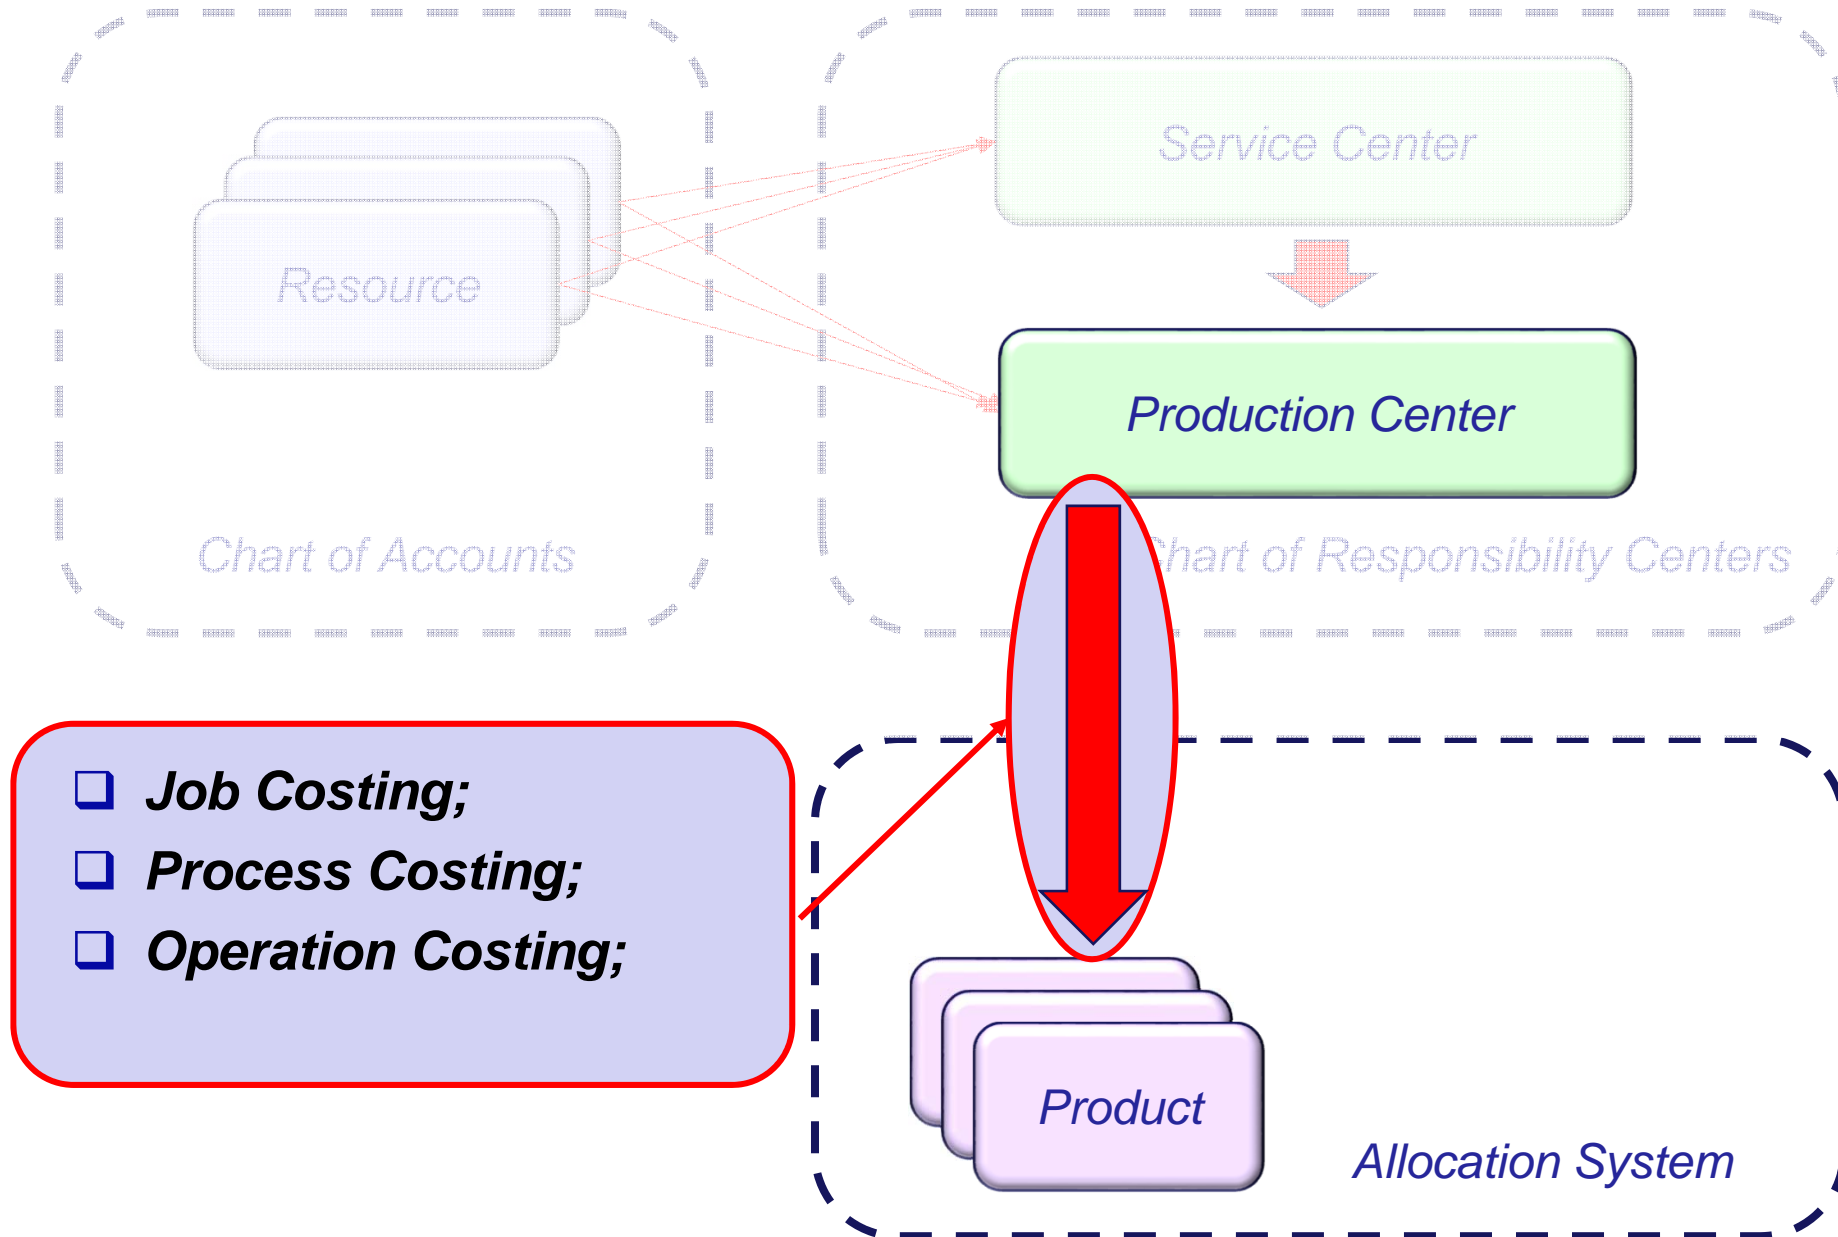 Service Center
Resource
Production Center
Chart of Accounts
hart of Responsibility Centers
Job Costing;
Process Costing;
Operation Costing;
Product
Allocation System